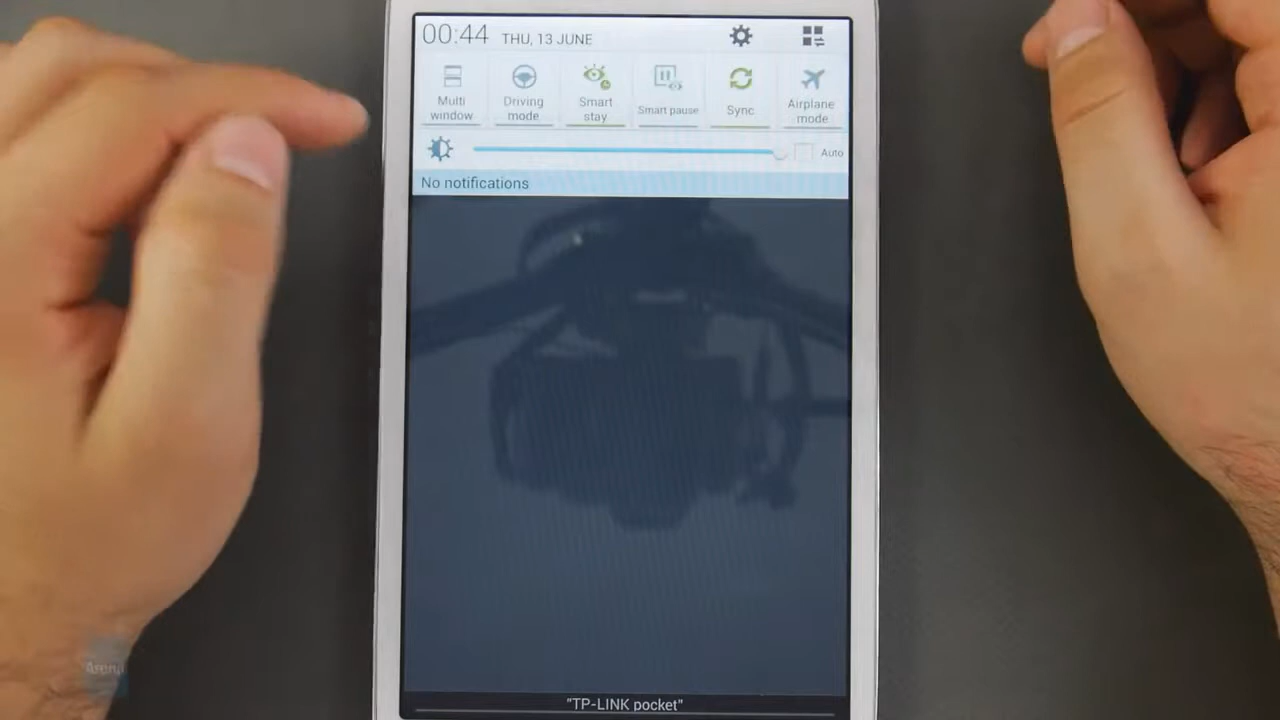 00:44 THU, 13 JUNE
Multi window
Driving mode
Smart stay
Smart pause
Sync
Airplane mode
Auto
No notifications
"TP-LINK pocket"